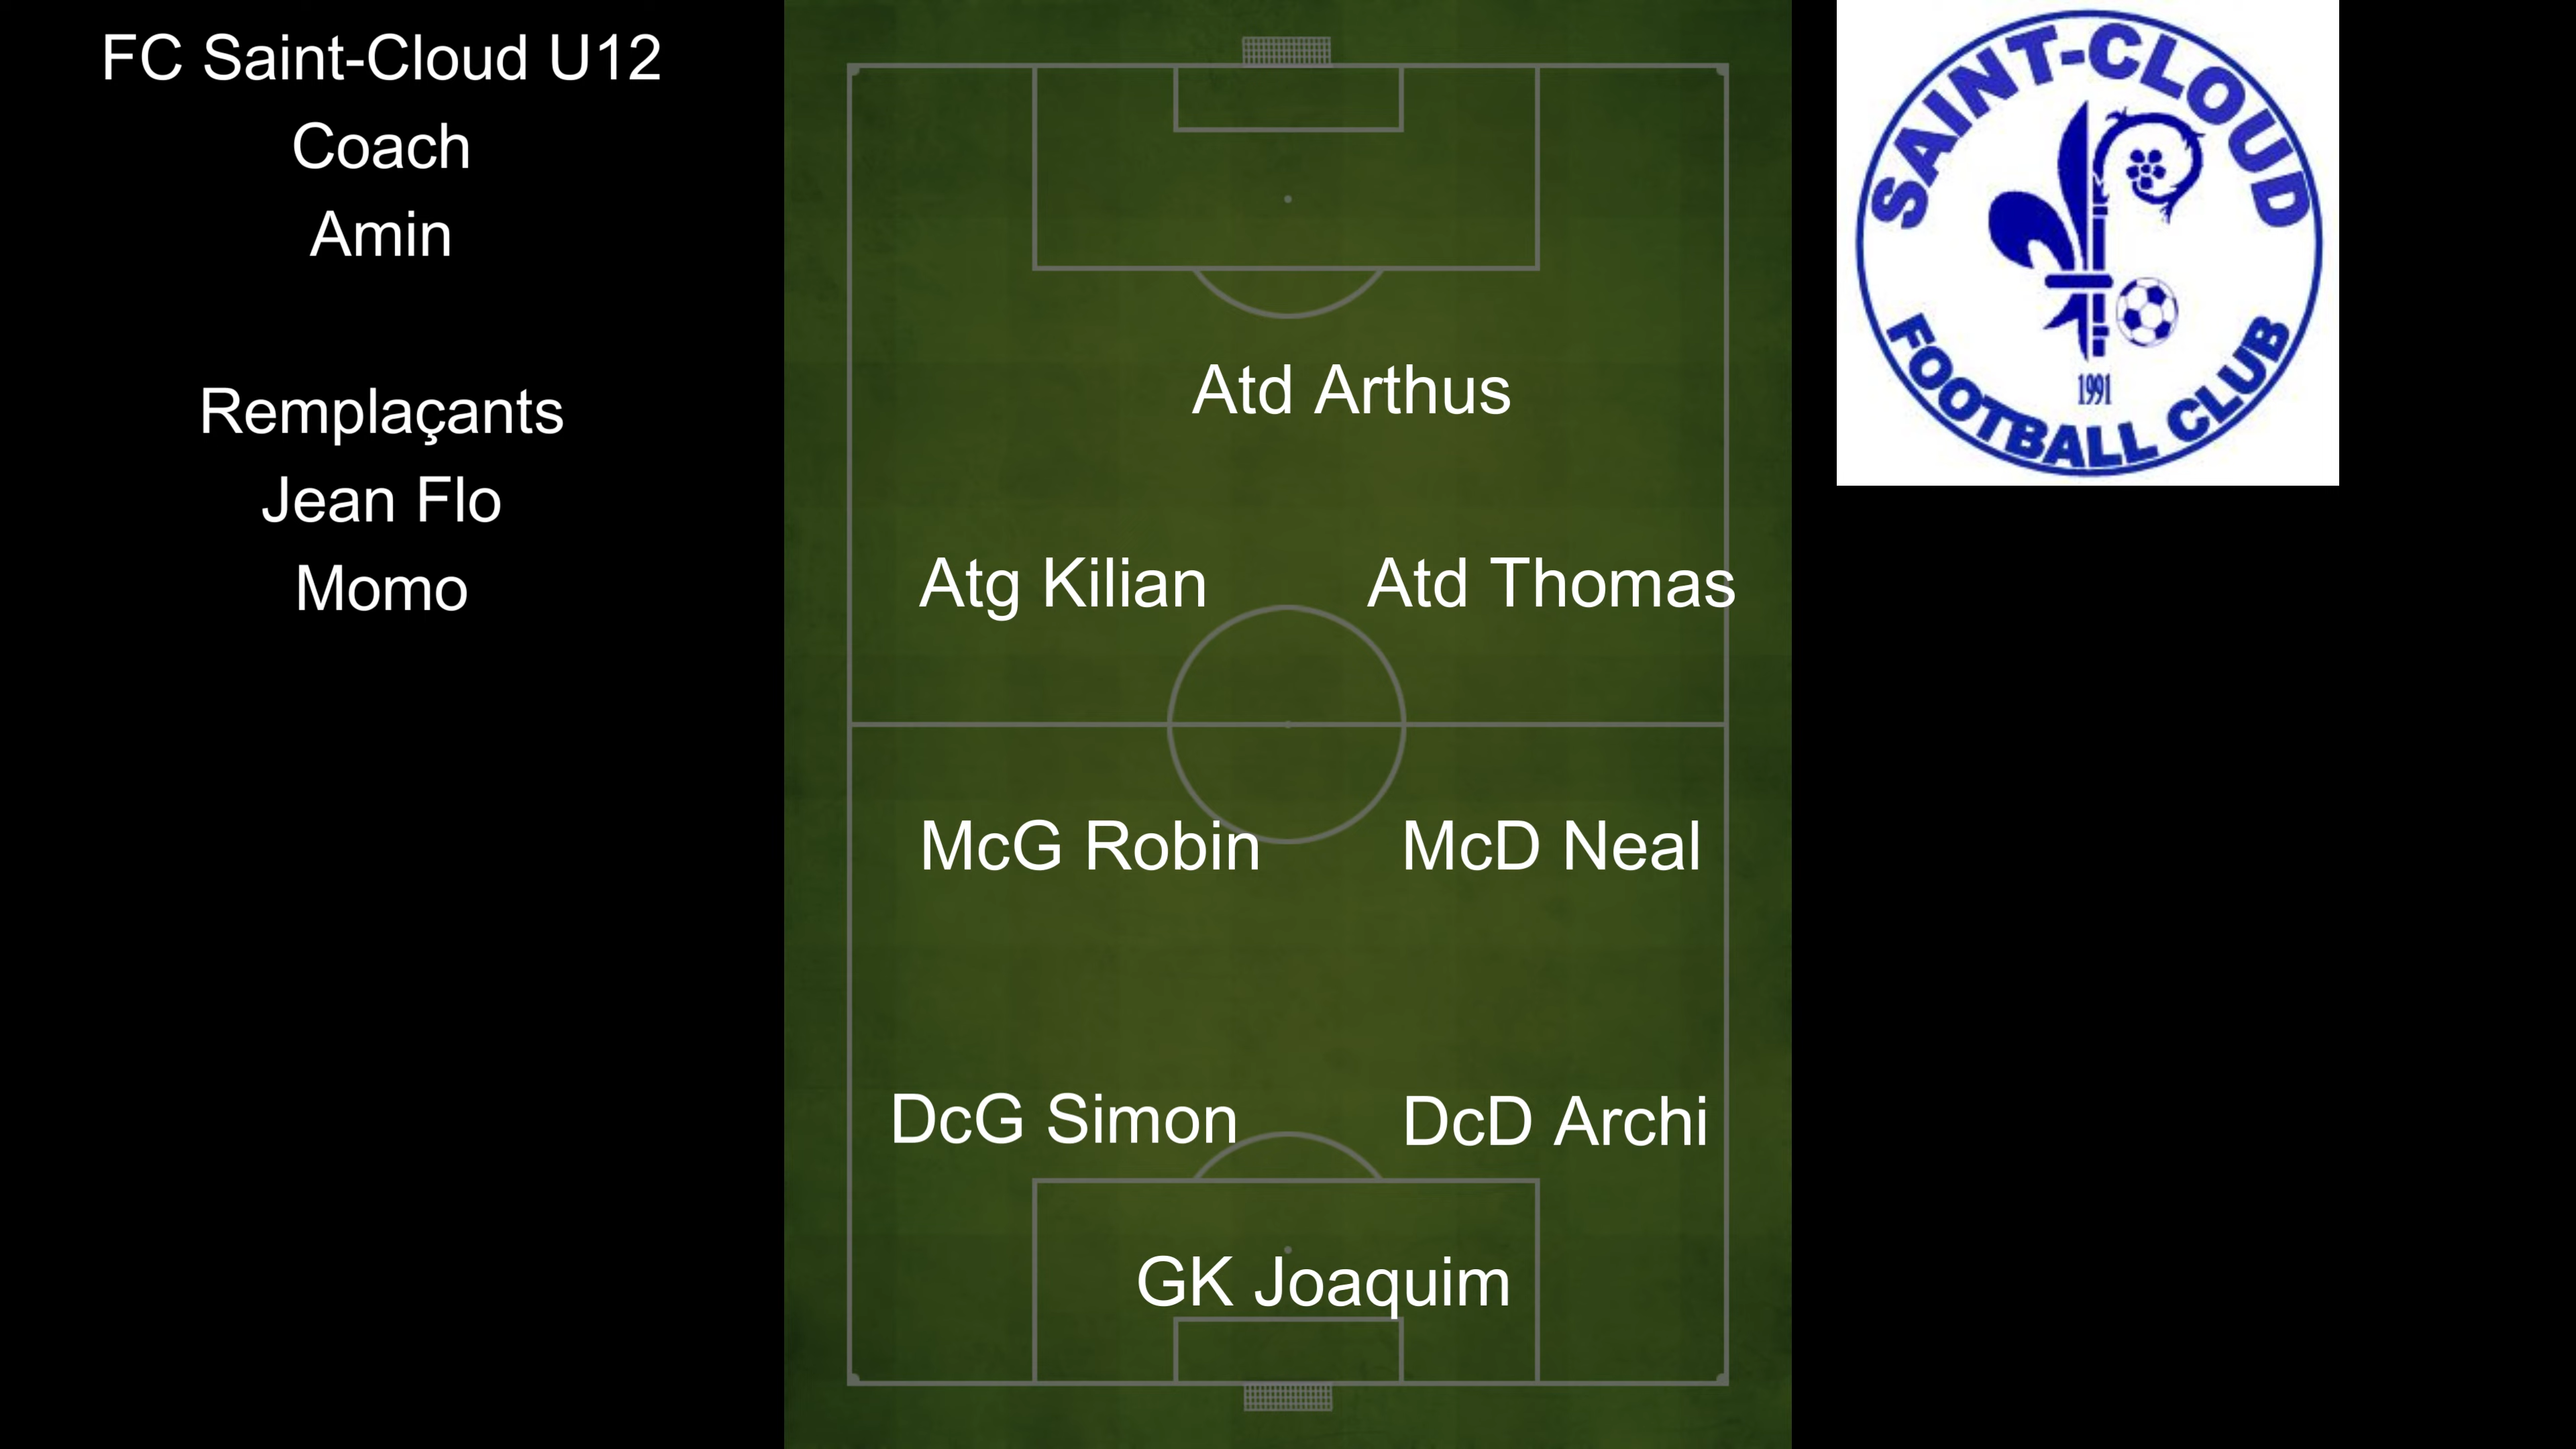 FC Saint-Cloud U12
Coach
Amin
Remplaçants
Jean Flo
Momo
Atd Arthus
Atg Kilian
Atd Thomas
McG Robin
McD Neal
DcG Simon
DcD Archi
GK Joaquim
SAINT-CLOUD
1991
FOOTBALL CLUB